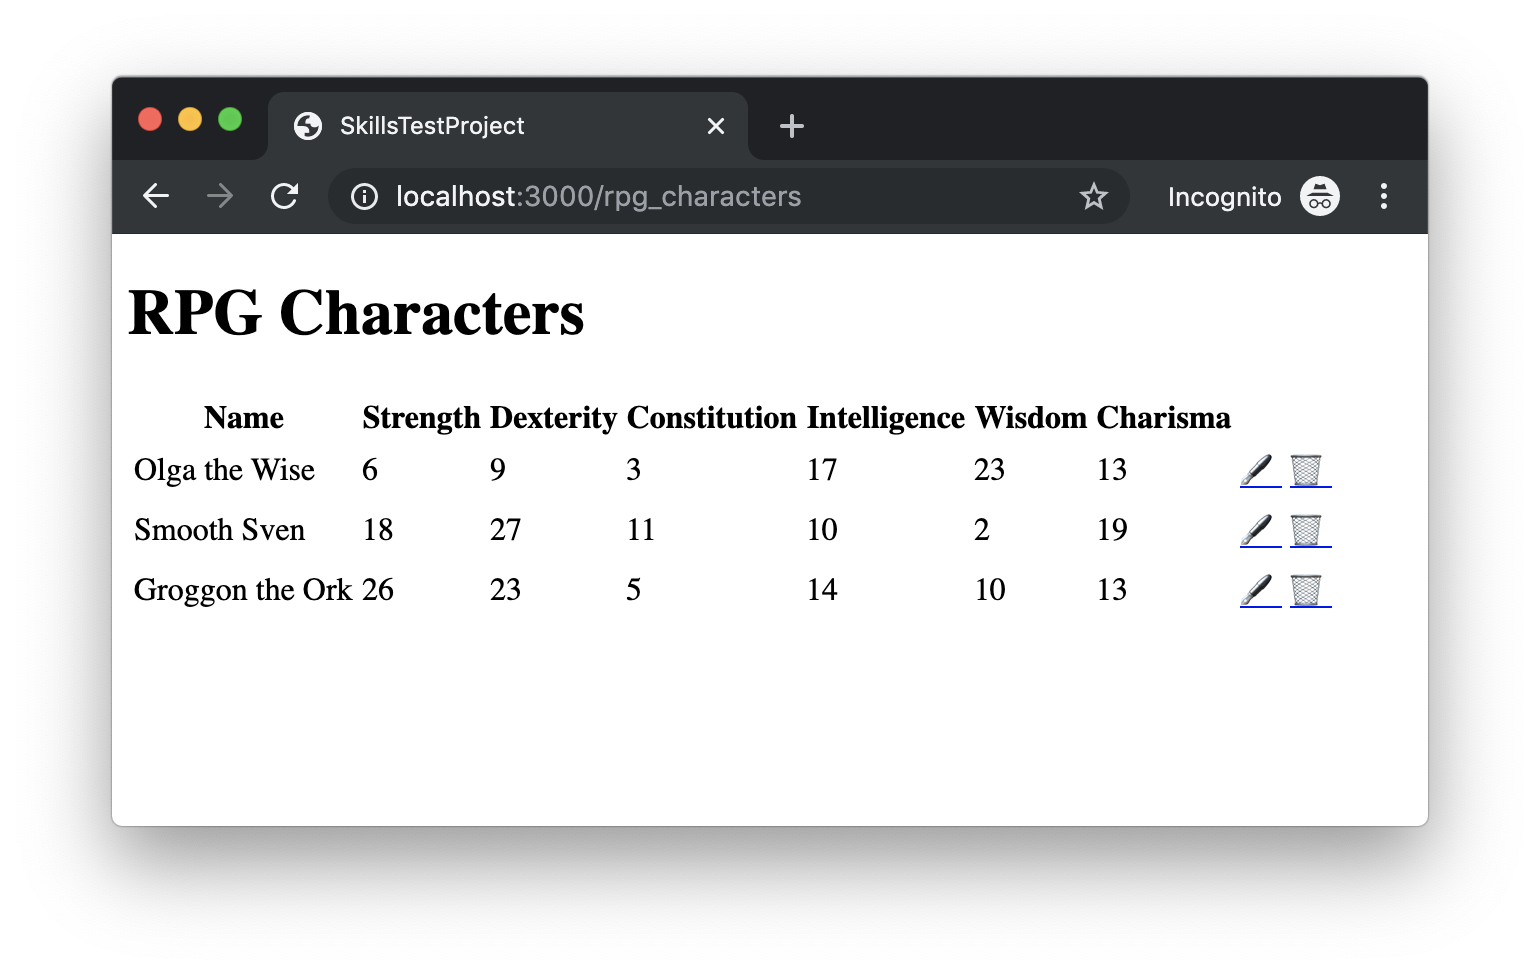 SkillsTestProject
localhost:3000/rpg_characters
Incognito
RPG Characters
Name Strength Dexterity Constitution Intelligence Wisdom Charisma
Olga the Wise 6 9 3 17 23 13
Smooth Sven 18 27 11 10 2 19
Groggon the Ork 26 23 5 14 10 13